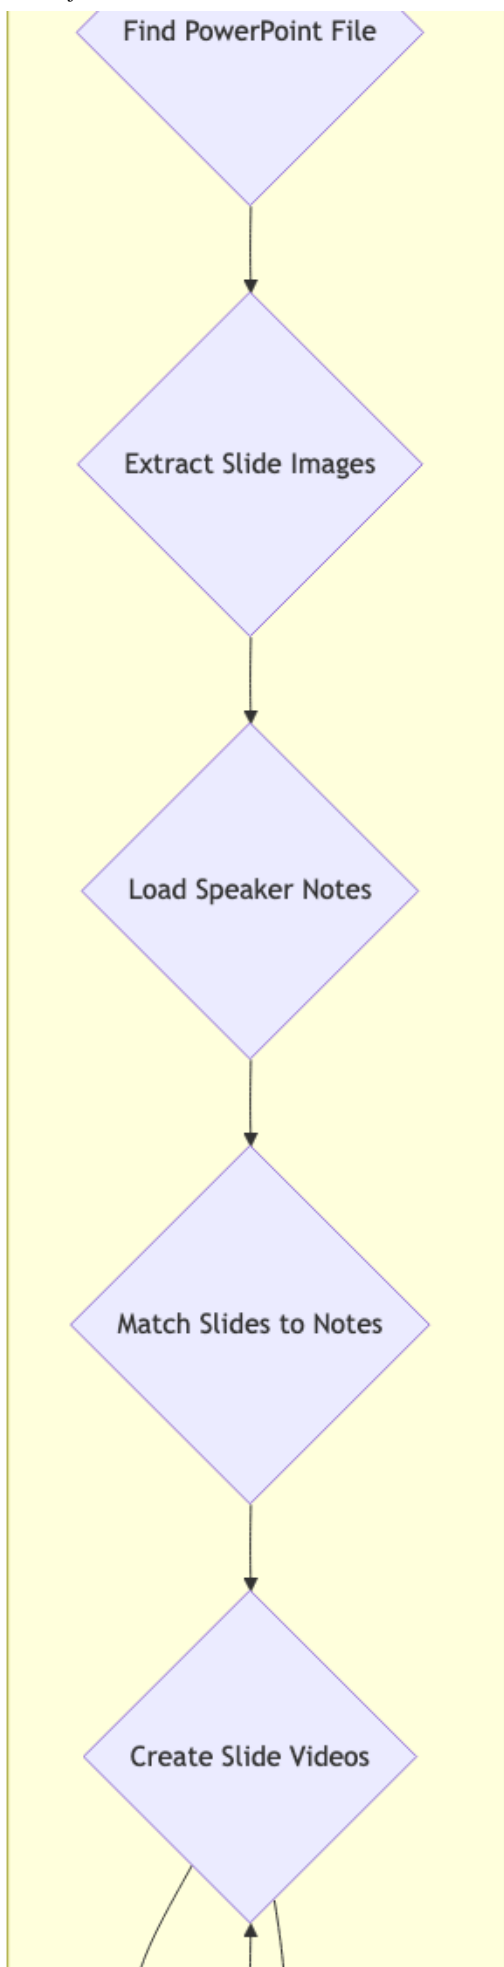 Find PowerPoint File
Extract Slide Images
Load Speaker Notes
Match Slides to Notes
Create Slide Videos